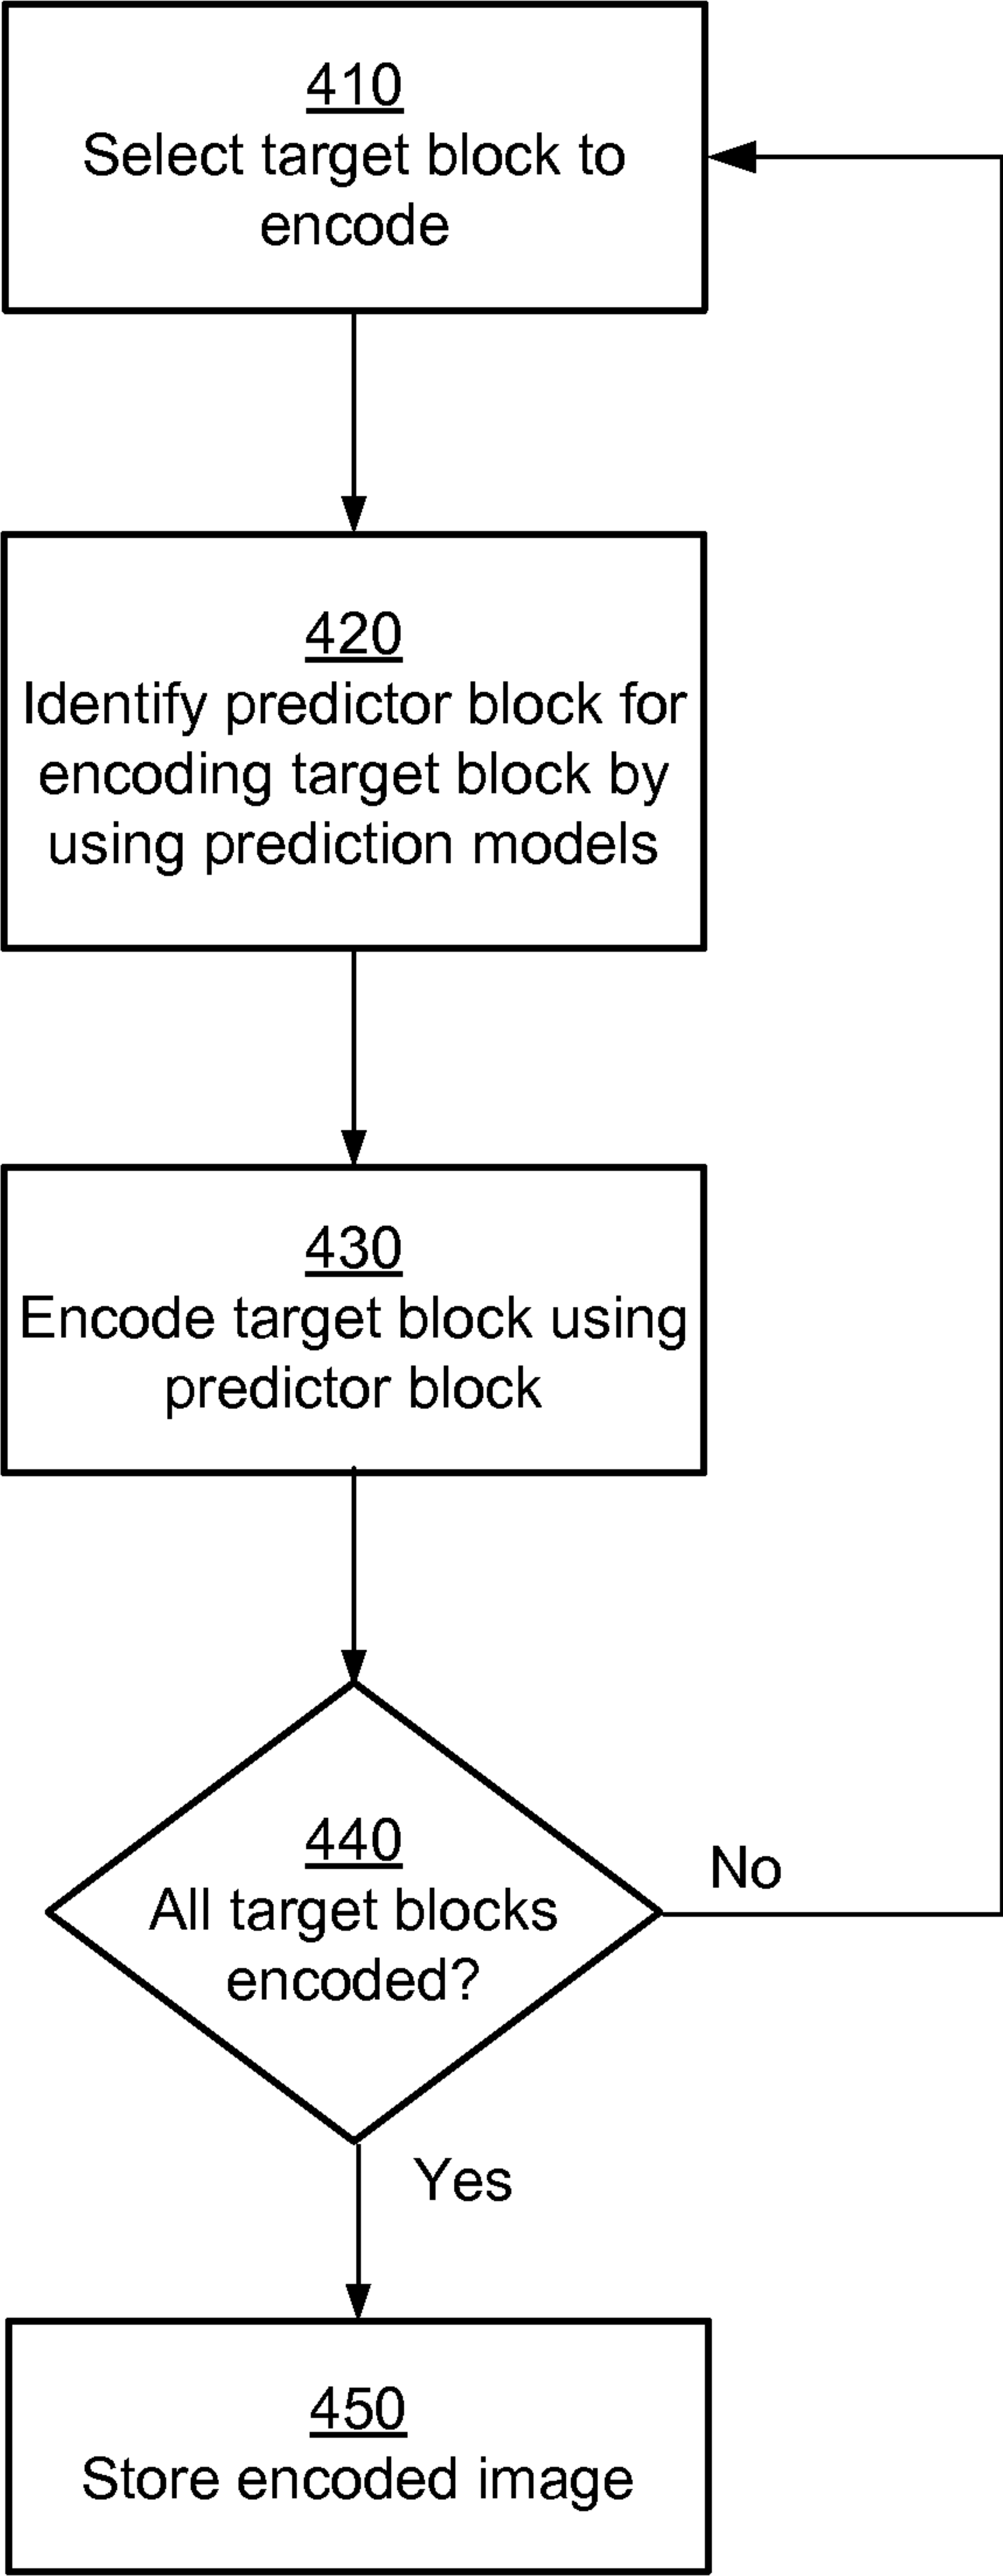 410
Select target block to
encode
420
Identify predictor block for
encoding target block by
using prediction models
430
Encode target block using
predictor block
440
All target blocks
encoded?
No
Yes
450
Store encoded image